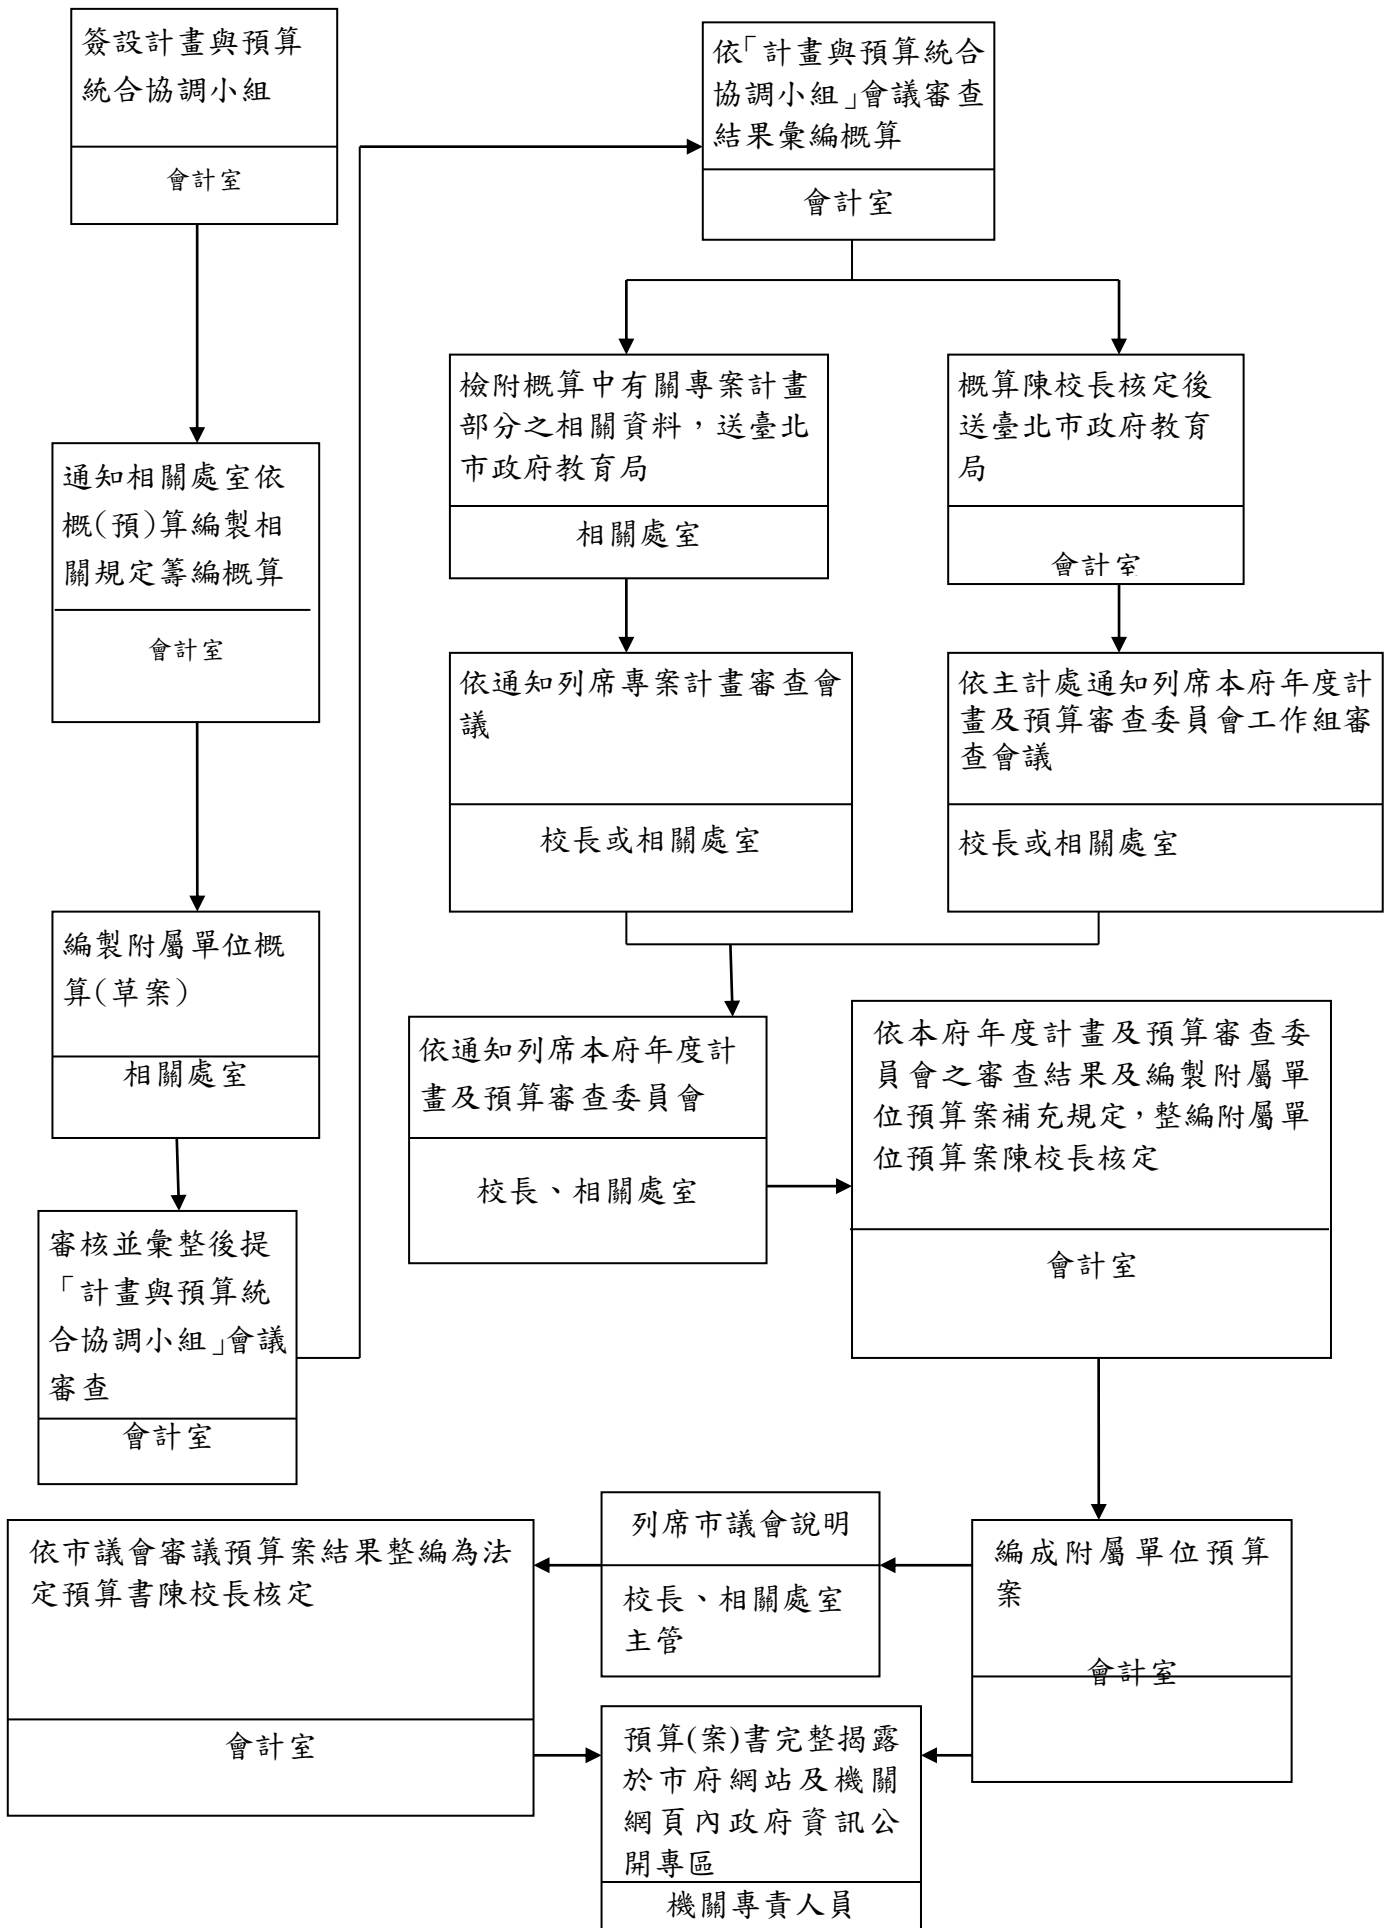 簽設計畫與預算
統合協調小組
會計室
通知相關處室依
概(預)算編製相
關規定籌編概算
會計室
編製附屬單位概
算(草案)
相關處室
審核並彙整後提
「計畫與預算統
合協調小組」會議
審查
會計室
依「計畫與預算統合
協調小組」會議審查
結果彙編概算
會計室
檢附概算中有關專案計畫
部分之相關資料，送臺北
市政府教育局
相關處室
概算陳校長核定後
送臺北市政府教育
局
會計室
依通知列席專案計畫審查會
議
校長或相關處室
依主計處通知列席本府年度計
畫及預算審查委員會工作組審
查會議
校長或相關處室
依通知列席本府年度計
畫及預算審查委員會
校長、相關處室
依本府年度計畫及預算審查委
員會之審查結果及編製附屬單
位預算案補充規定，整編附屬單
位預算案陳校長核定
會計室
編成附屬單位預算
案
會計室
列席市議會說明
校長、相關處室
主管
依市議會審議預算案結果整編為法
定預算書陳校長核定
會計室
預算(案)書完整揭露
於市府網站及機關
網頁內政府資訊公
開專區
機關專責人員